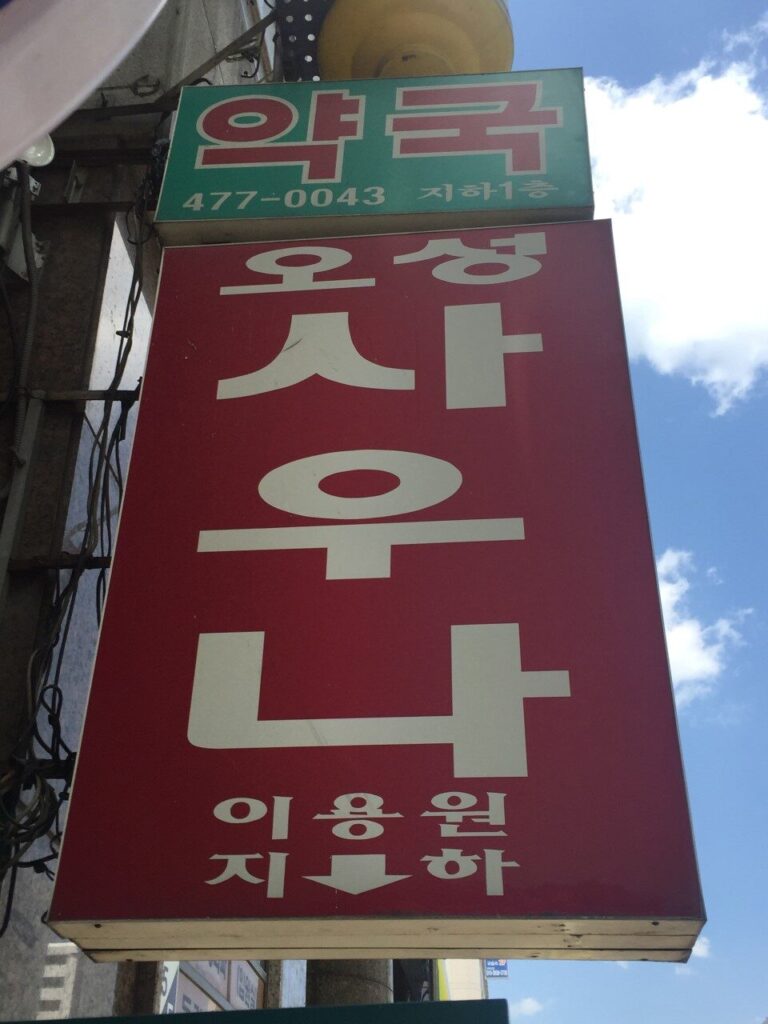 약국
477-0043 지하1층
오성
사
우
나
이용원
지↓하